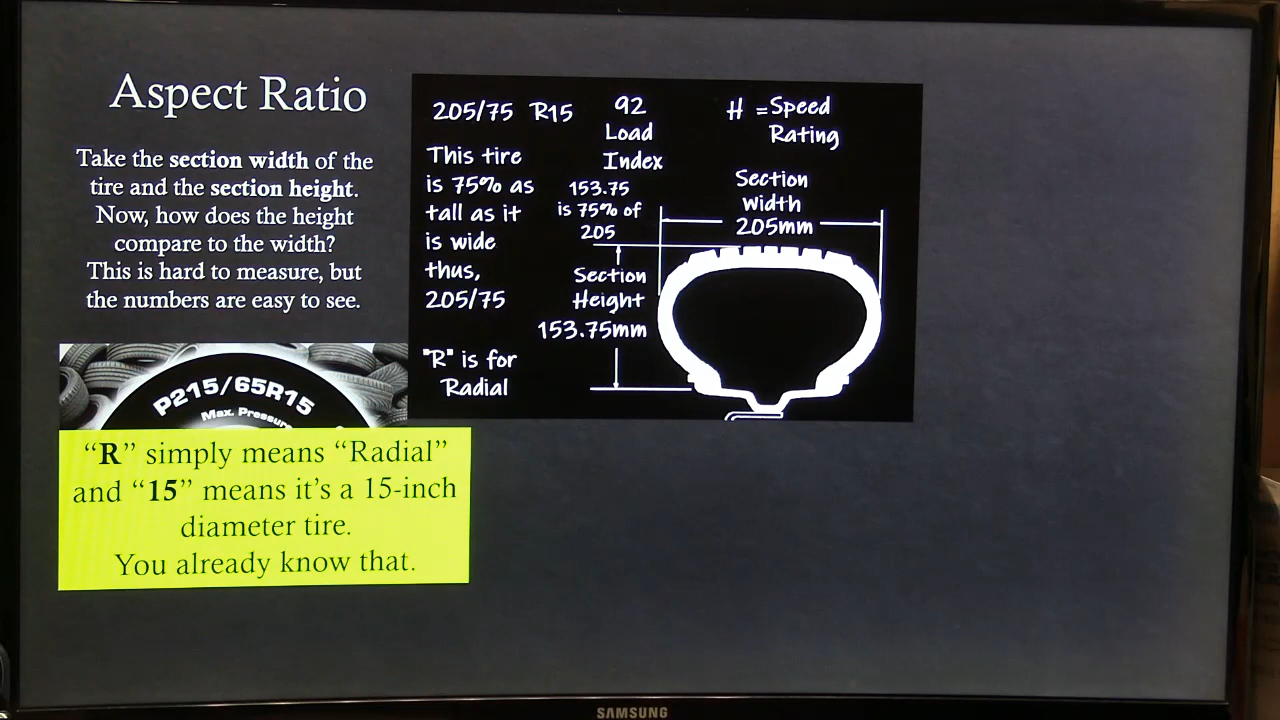 Aspect Ratio
Take the section width of the
tire and the section height.
Now, how does the height
compare to the width?
This is hard to measure, but
the numbers are easy to see.
205/75 R15
92
Load
Index
H = Speed
Rating
This tire
is 75% as
tall as it
is wide
thus,
205/75
"R" is for
Radial
153.75
is 75% of
205
Section
Width
205mm
Section
Height
153.75mm
P215/65R15
Max. Pressure
“R” simply means “Radial”
and “15” means it’s a 15-inch
diameter tire.
You already know that.
SAMSUNG